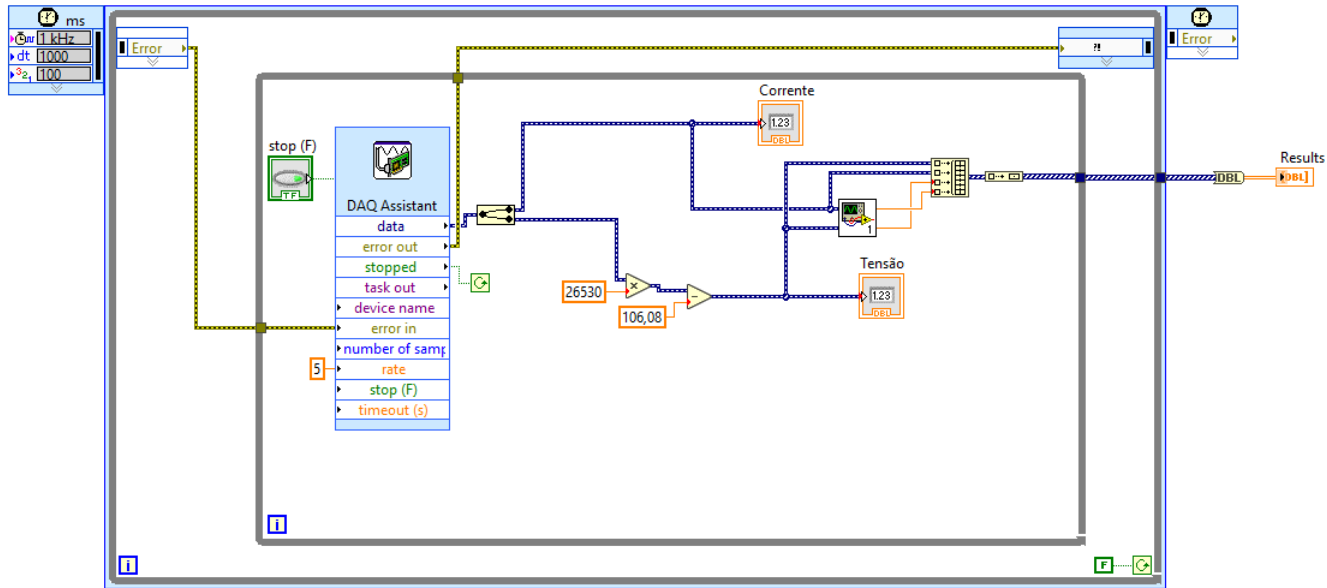 ms
1 kHz
dt 1000
100
Error
?!
Error
stop (F)
TF
DAQ Assistant
data
error out
stopped
task out
device name
error in
number of samp
rate
stop (F)
timeout (s)
5
Corrente
1.23
DBL
26530
106,08
1
Tensão
1.23
DBL
DBL
Results
DBL]
i
i
F